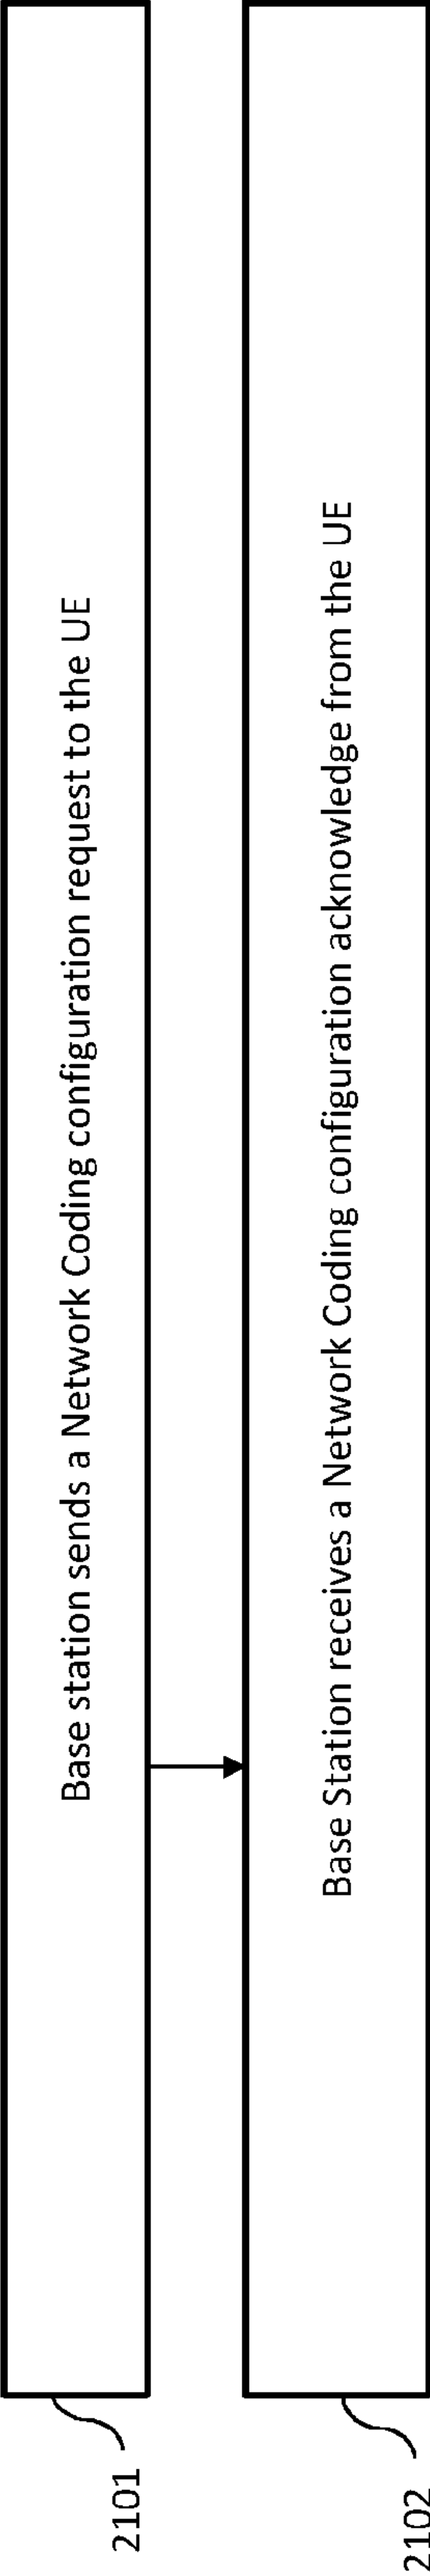 2101
Base station sends a Network Coding configuration request to the UE
2102
Base Station receives a Network Coding configuration acknowledge from the UE